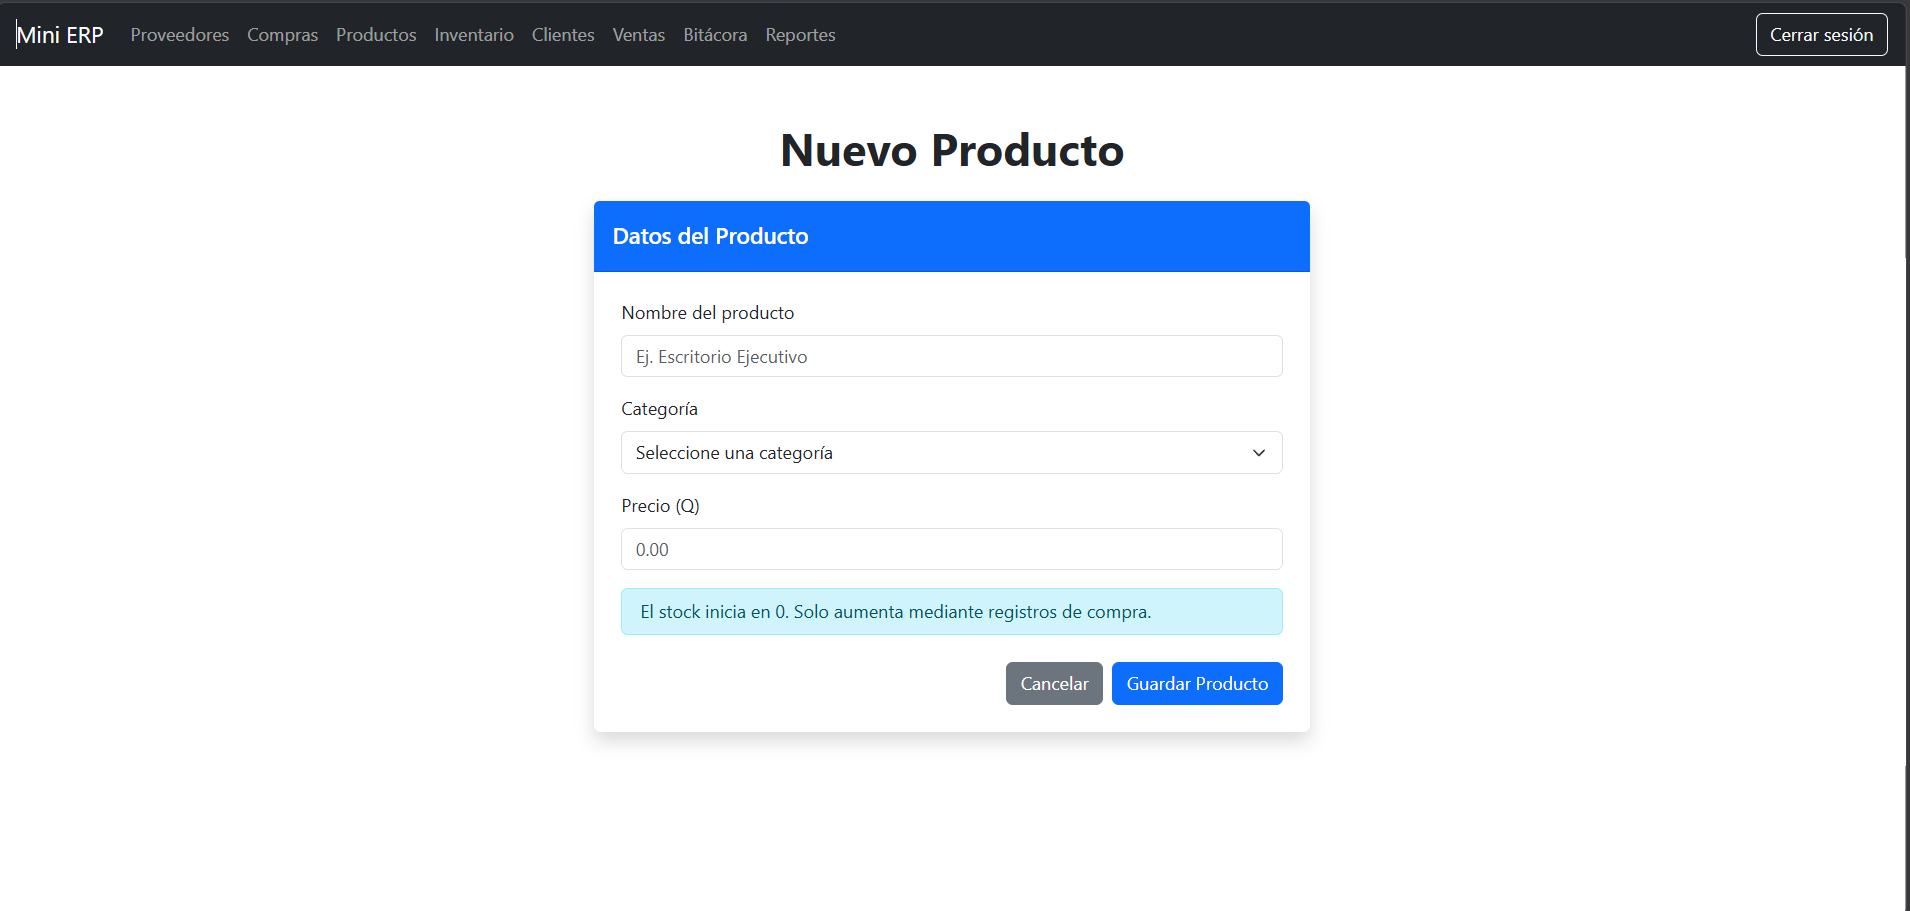 Mini ERP Proveedores Compras Productos Inventario Clientes Ventas Bitácora Reportes Cerrar sesión
Nuevo Producto
Datos del Producto
Nombre del producto
Ej. Escritorio Ejecutivo
Categoría
Seleccione una categoría
Precio (Q)
0.00
El stock inicia en 0. Solo aumenta mediante registros de compra.
Cancelar Guardar Producto